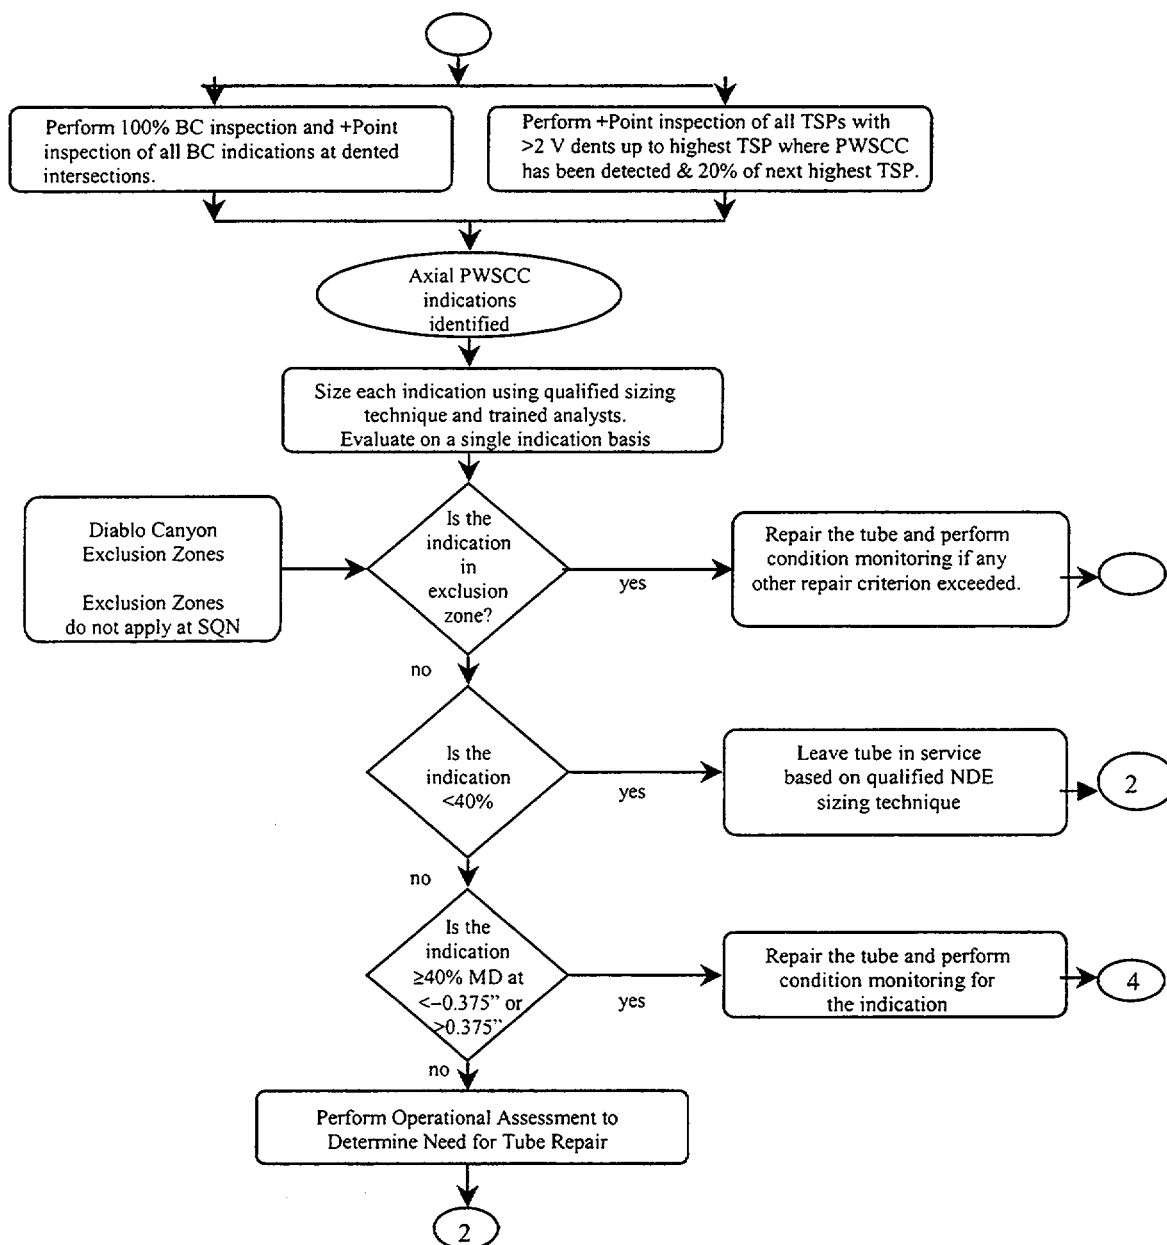 Perform 100% BC inspection and +Point
inspection of all BC indications at dented
intersections.
Perform +Point inspection of all TSPs with
>2 V dents up to highest TSP where PWSCC
has been detected & 20% of next highest TSP.
Axial PWSCC
indications
identified
Size each indication using qualified sizing
technique and trained analysts.
Evaluate on a single indication basis
Diablo Canyon
Exclusion Zones
Exclusion Zones
do not apply at SQN
Is the
indication
in
exclusion
zone?
yes
Repair the tube and perform
condition monitoring if any
other repair criterion exceeded.
no
Is the
indication
<40%
yes
Leave tube in service
based on qualified NDE
sizing technique
2
no
Is the
indication
≥40% MD at
<−0.375” or
>0.375”
yes
Repair the tube and perform
condition monitoring for
the indication
4
no
Perform Operational Assessment to
Determine Need for Tube Repair
2